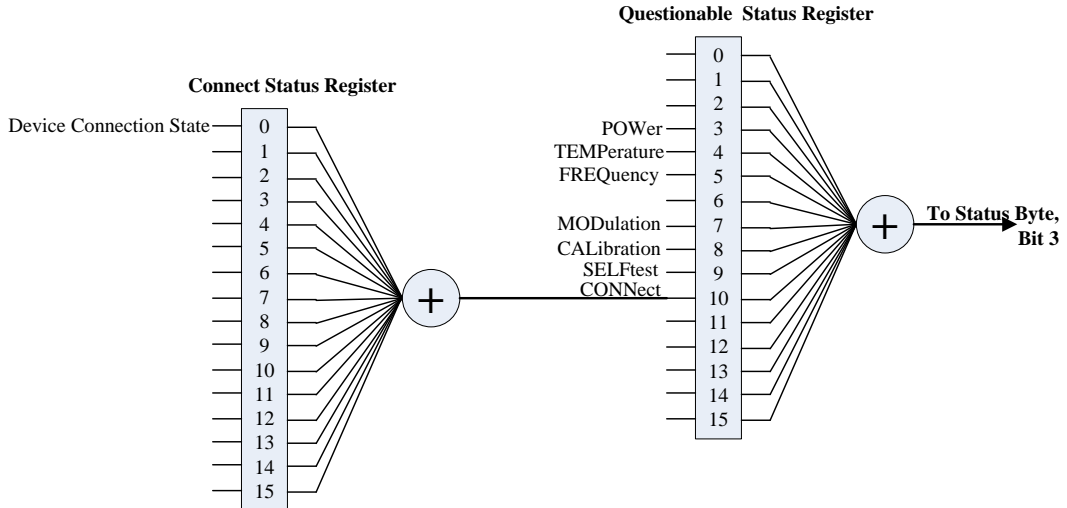 Questionable Status Register
0
1
2
POWer 3
TEMPerature 4
FREQuency 5
6
MODulation 7
CALibration 8
SELFtest 9
CONNect 10
11
12
13
14
15
Connect Status Register
Device Connection State 0
1
2
3
4
5
6
7
8
9
10
11
12
13
14
15
+
+
To Status Byte,
Bit 3